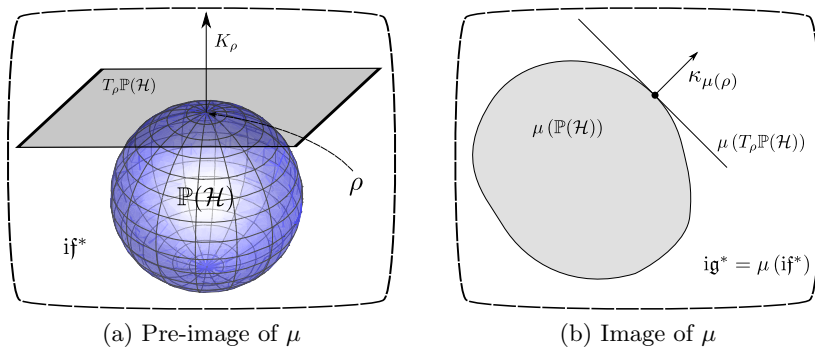 K_ρ
T_ρℙ(ℋ)
ℙ(ℋ)
ρ
i𝔣*
(a) Pre-image of μ
κ_{μ(ρ)}
μ (ℙ(ℋ))
μ (T_ρℙ(ℋ))
i𝔤* = μ (i𝔣*)
(b) Image of μ